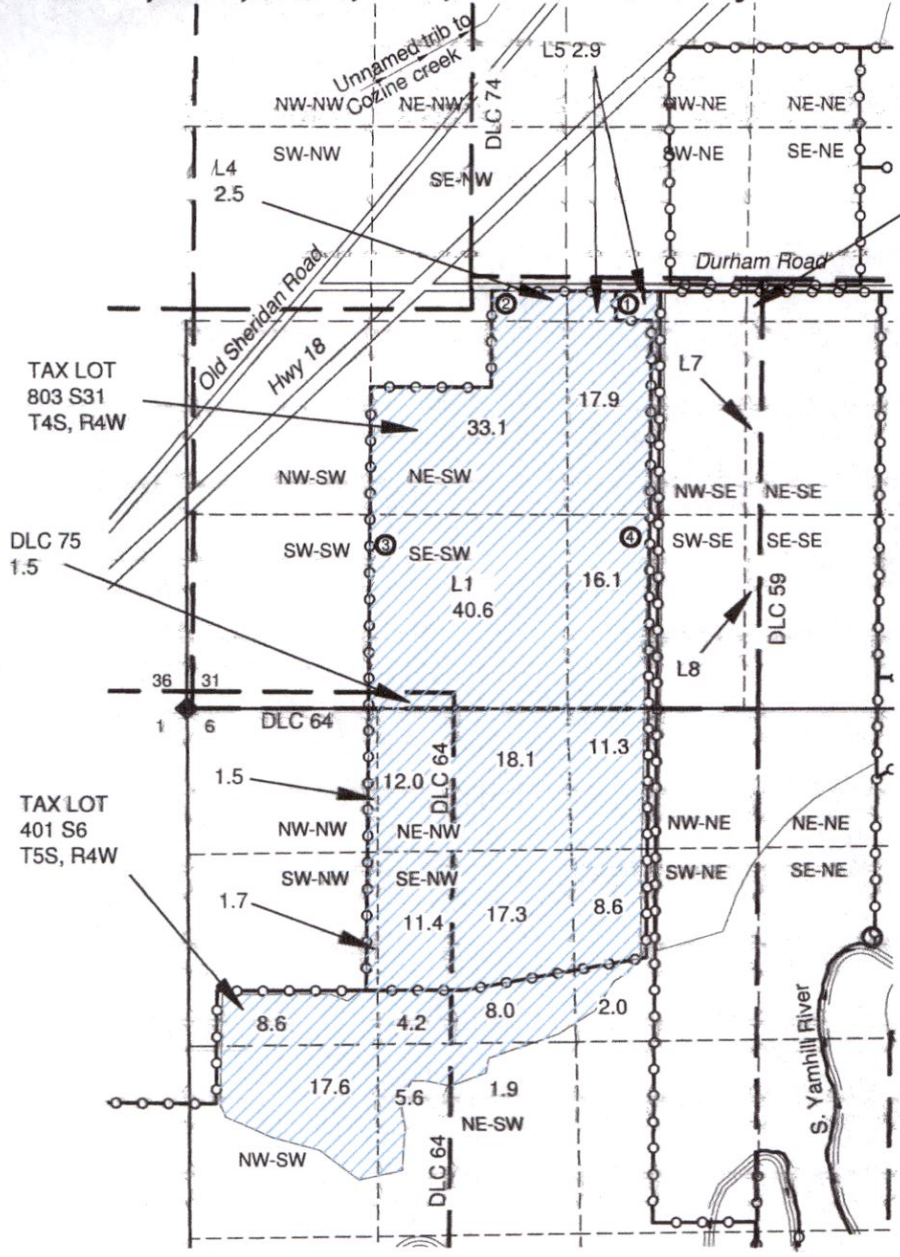 Unnamed trib to
Cozine creek
L5 2.9
DLC 74
NW-NW
NE-NW
NW-NE
NE-NE
SW-NW
SE-NW
SW-NE
SE-NE
L4
2.5
Durham Road
Old Sheridan Road
Hwy 18
2
1
TAX LOT
803 S31
T4S, R4W
L7
33.1
17.9
NW-SW
NE-SW
NW-SE
NE-SE
DLC 75
1.5
SW-SW
3
SE-SW
4
SW-SE
SE-SE
L1
40.6
16.1
DLC 59
L8
36
31
1
6
DLC 64
DLC 64
1.5
12.0
18.1
11.3
TAX LOT
401 S6
T5S, R4W
NW-NW
NE-NW
NW-NE
NE-NE
SW-NW
SE-NW
SW-NE
SE-NE
1.7
11.4
17.3
8.6
8.6
4.2
8.0
2.0
S. Yamhill River
17.6
5.6
1.9
NE-SW
NW-SW
DLC 64